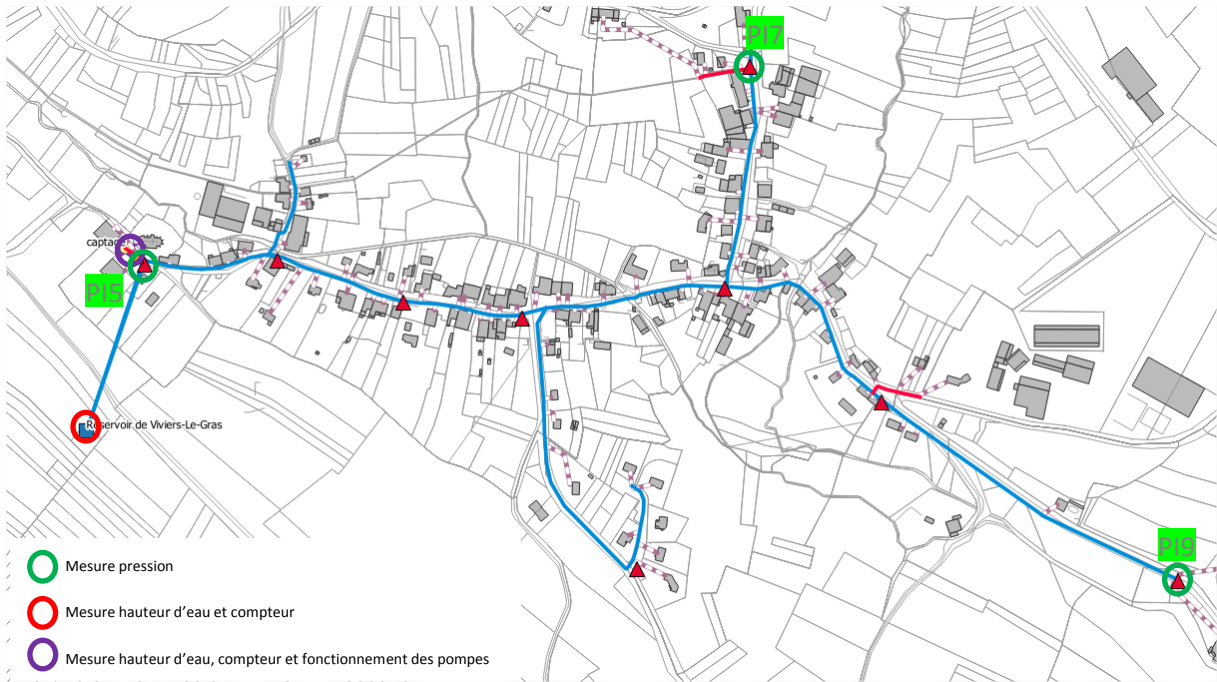 PI7
captage
PI5
Réservoir de Viviers-Le-Gras
PI9
Mesure pression
Mesure hauteur d'eau et compteur
Mesure hauteur d'eau, compteur et fonctionnement des pompes